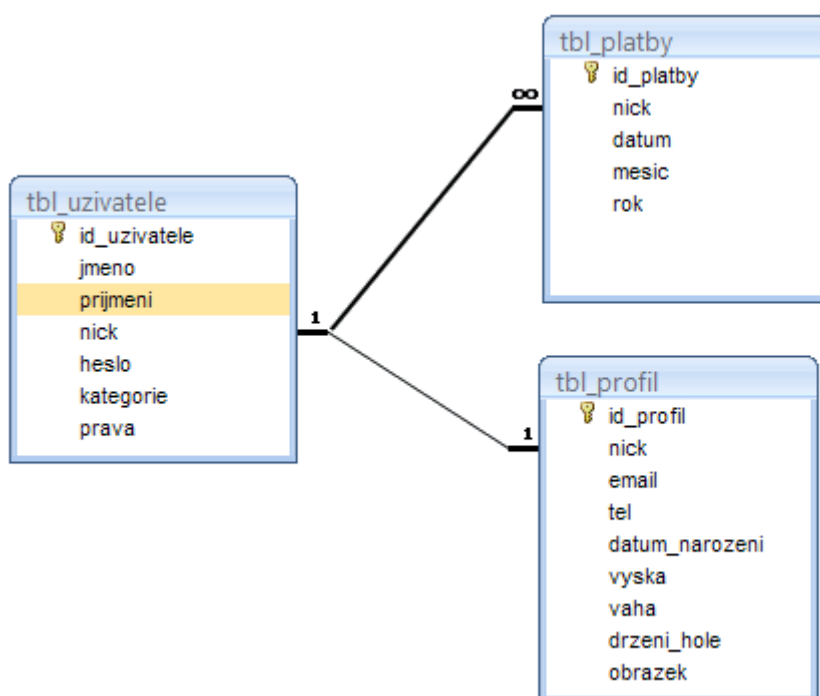 tbl_platby
id_platby
nick
datum
mesic
rok
∞
tbl_uzivatele
id_uzivatele
jmeno
prijmeni
nick
heslo
kategorie
prava
1
1
tbl_profil
id_profil
nick
email
tel
datum_narozeni
vyska
vaha
drzeni_hole
obrazek